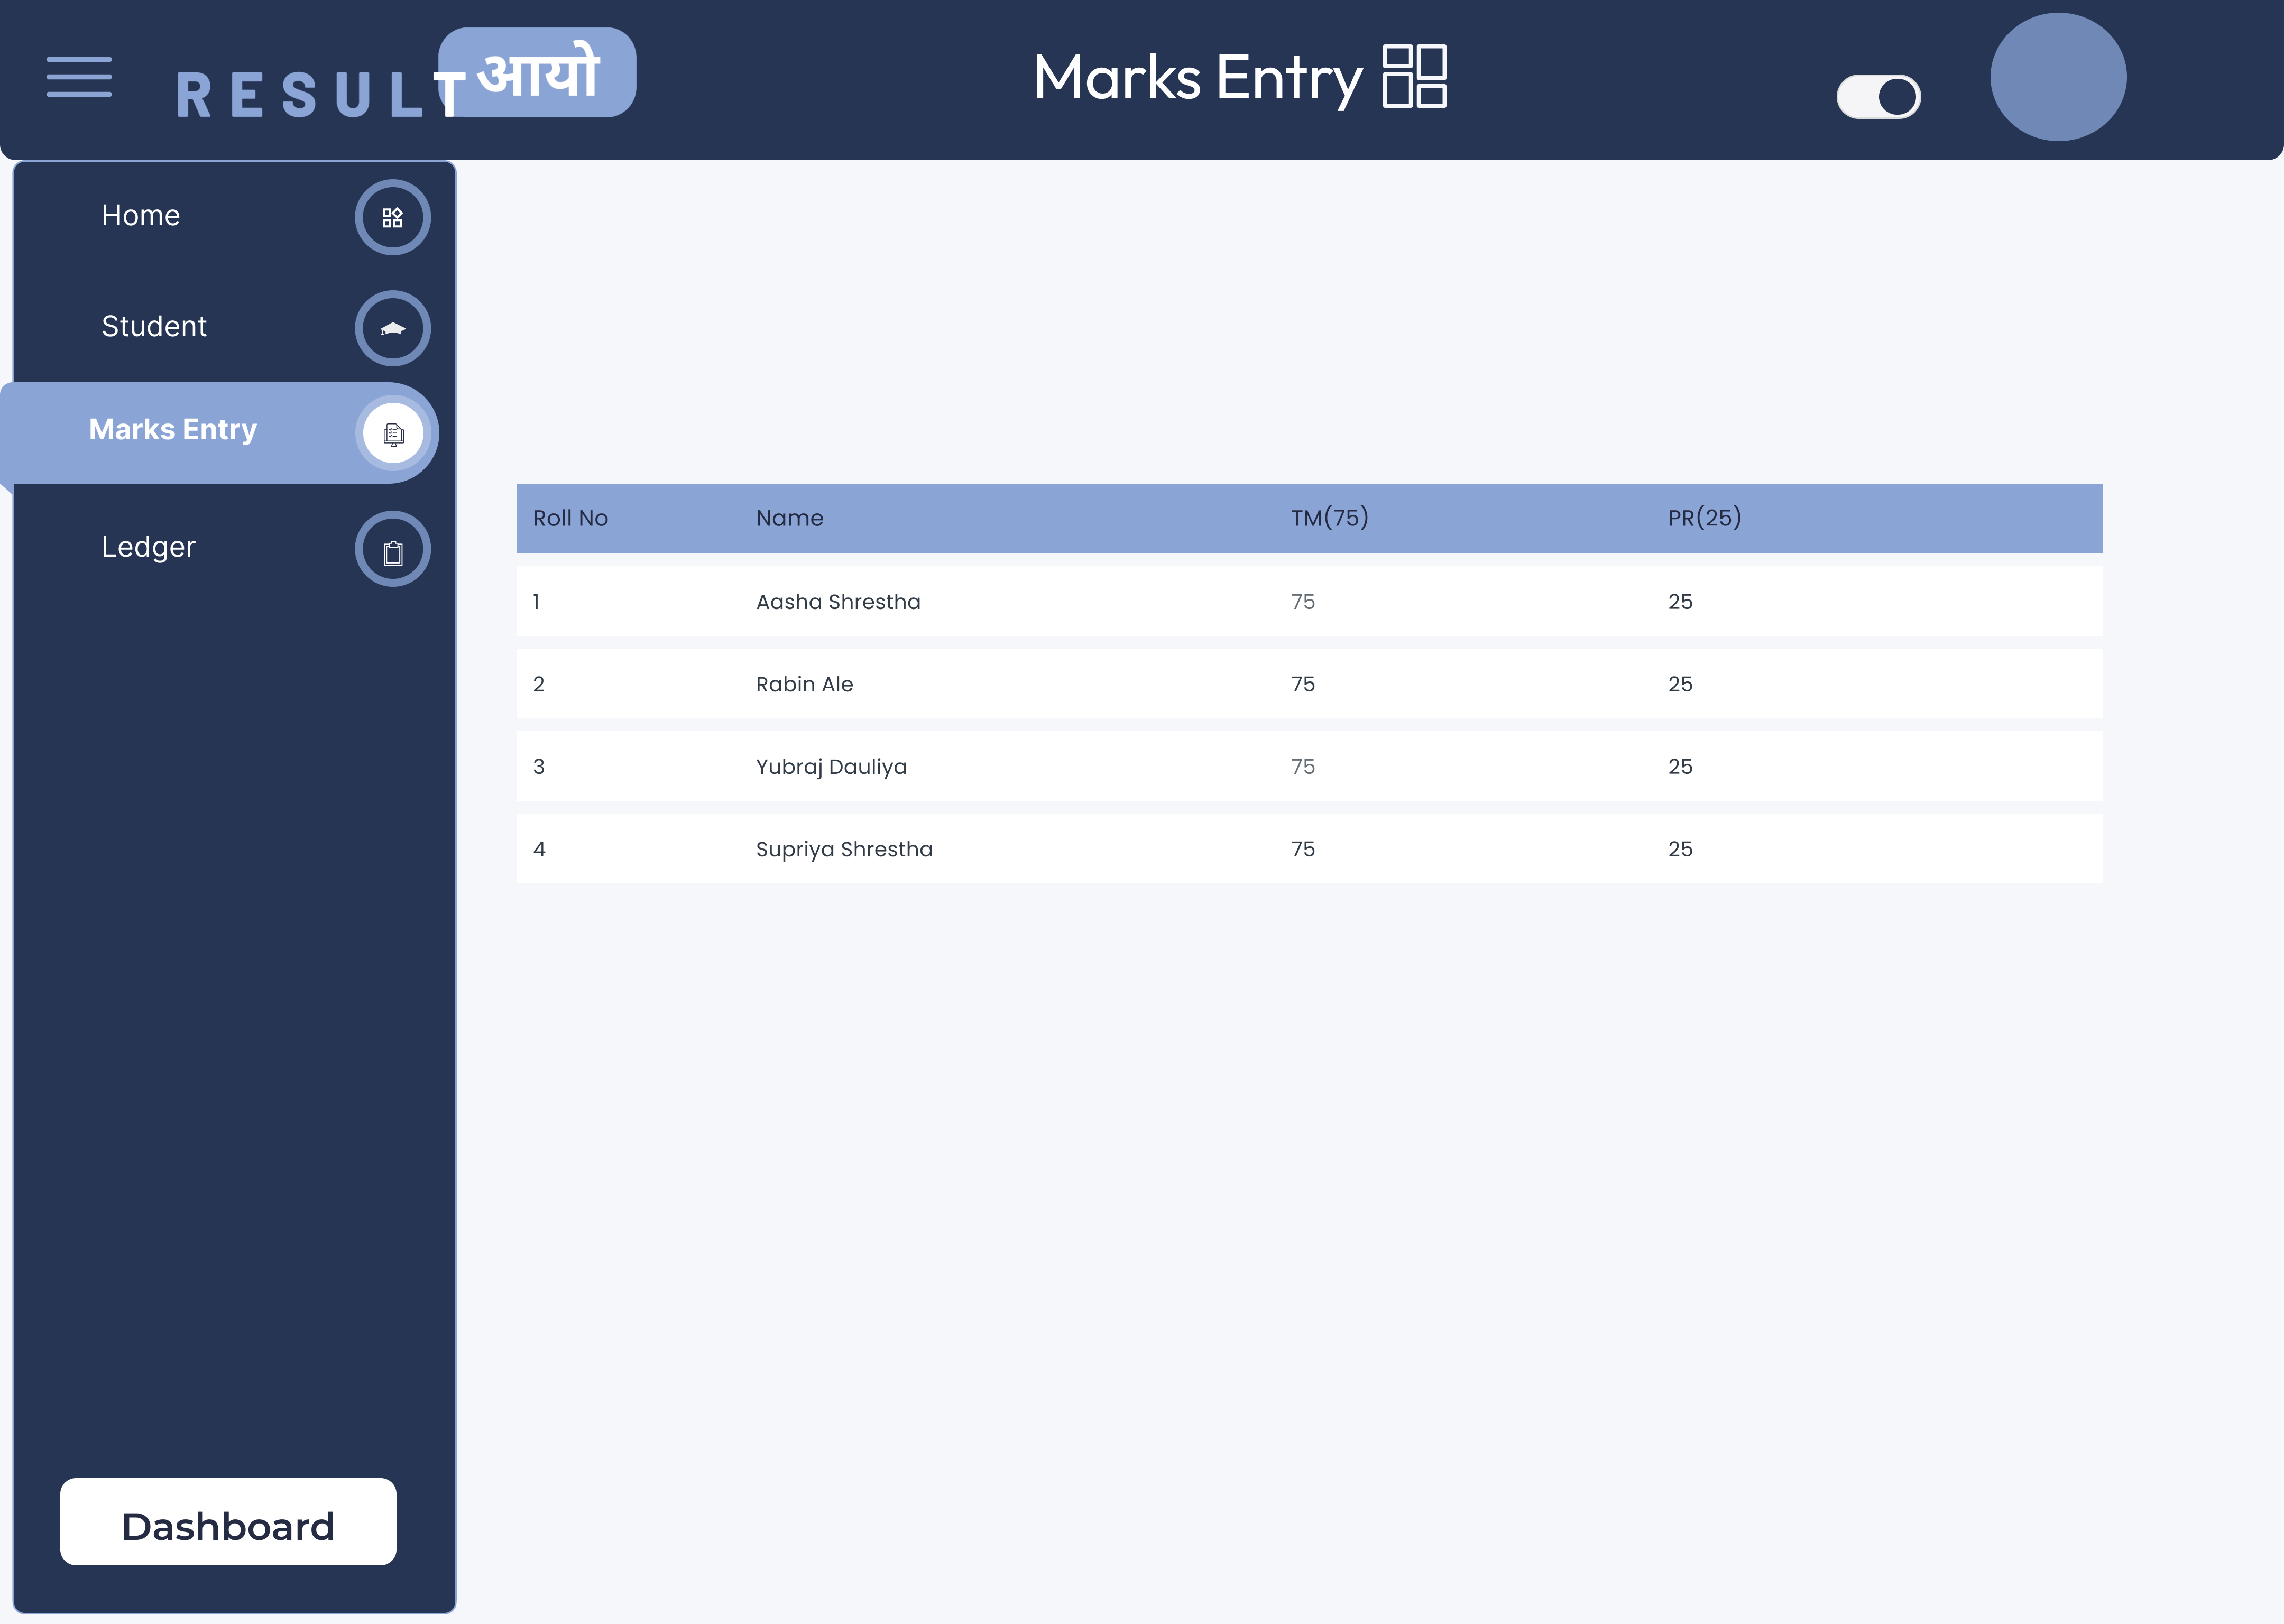 RESULT आयो
Marks Entry
Home
Student
Marks Entry
Ledger
Roll No Name TM(75) PR(25)
1 Aasha Shrestha 75 25
2 Rabin Ale 75 25
3 Yubraj Dauliya 75 25
4 Supriya Shrestha 75 25
Dashboard